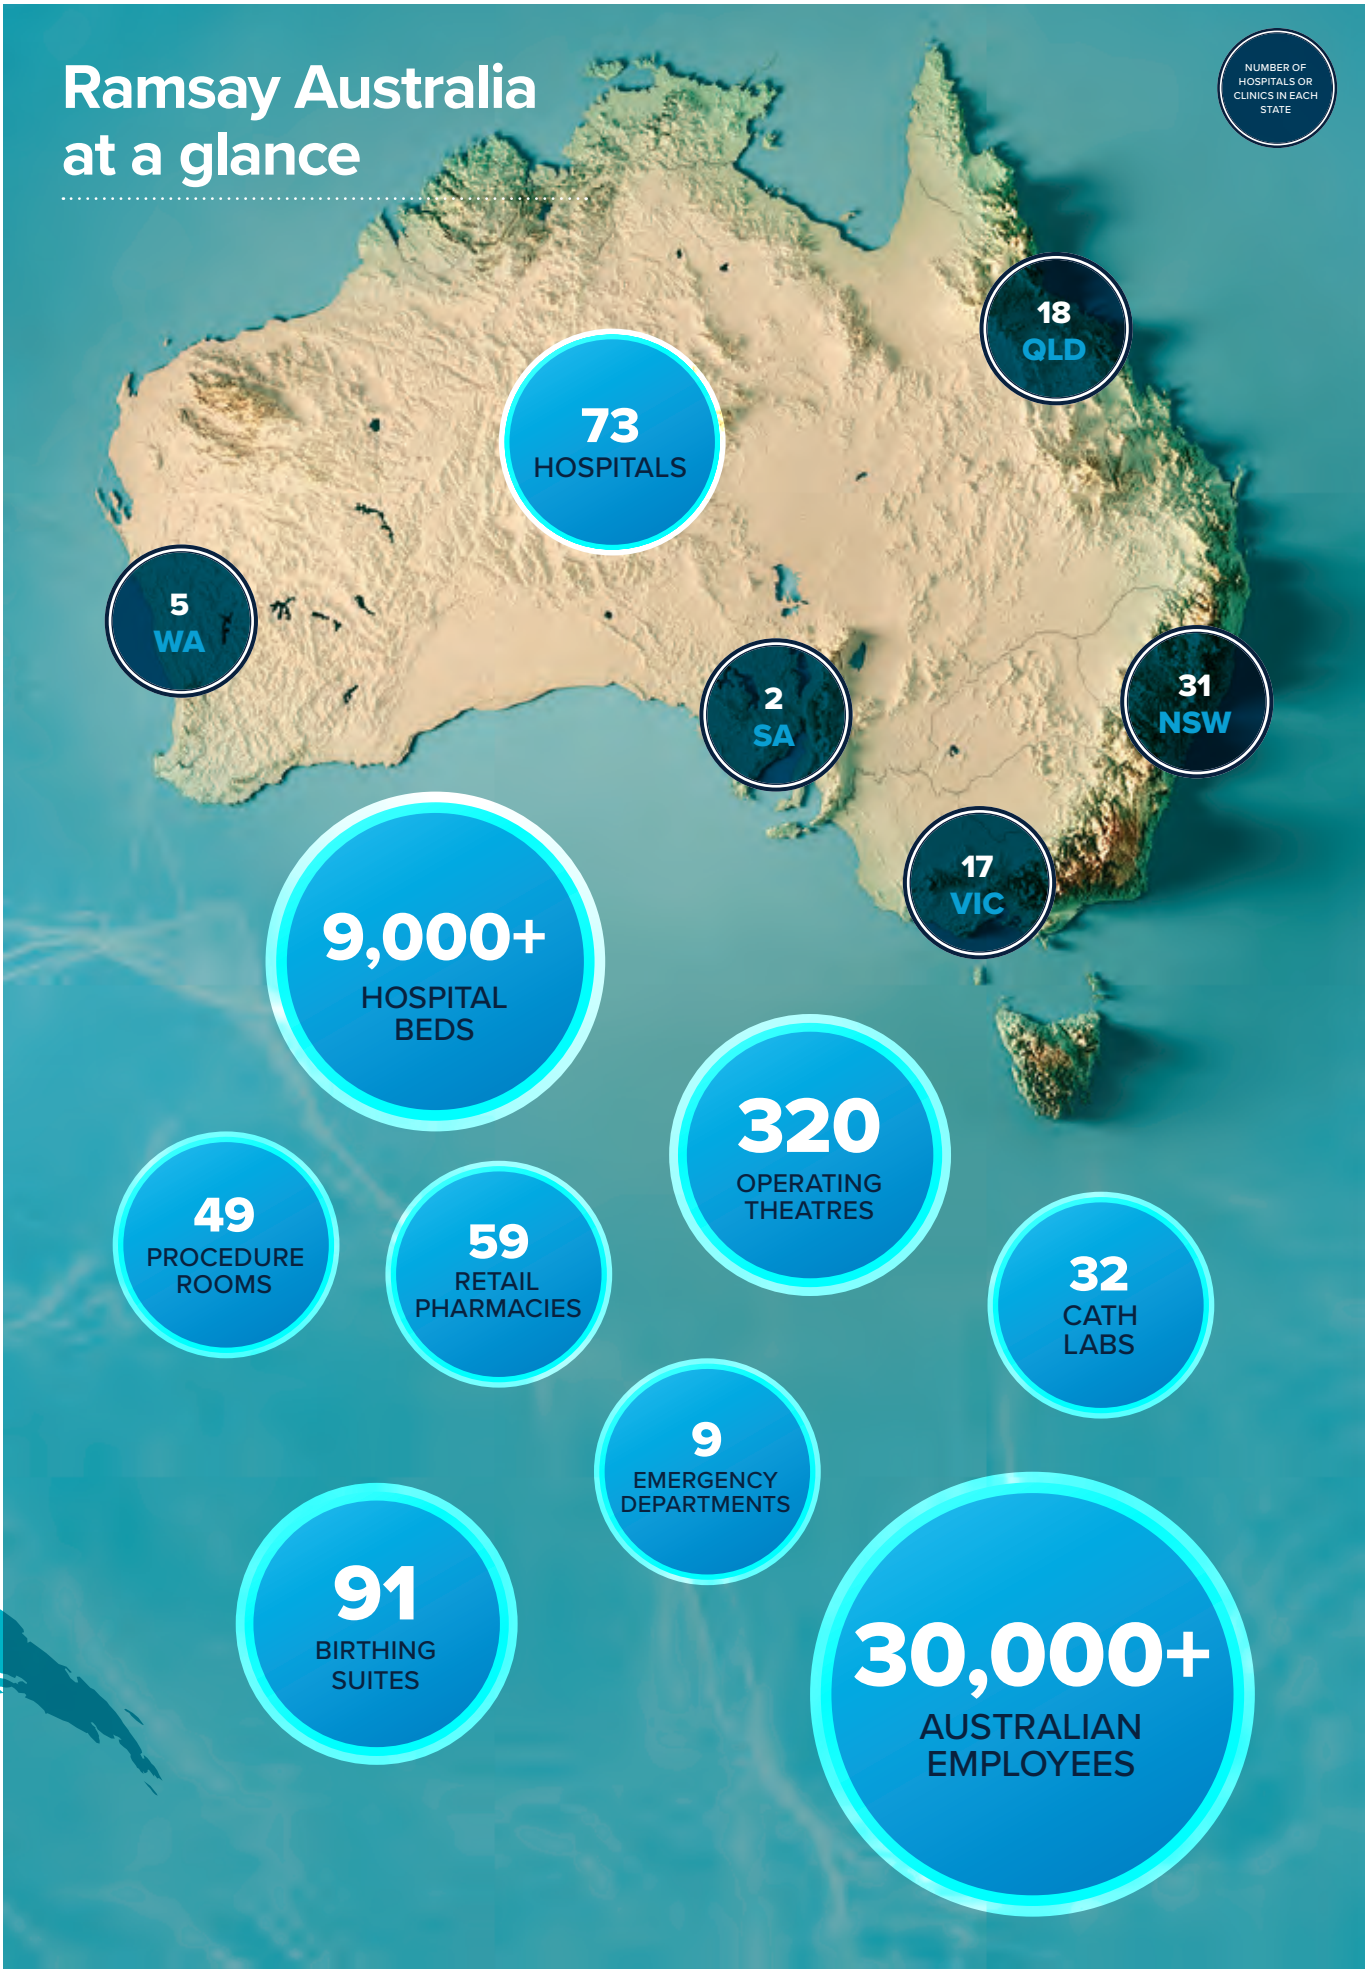 Ramsay Australia
at a glance
NUMBER OF
HOSPITALS OR
CLINICS IN EACH
STATE
18
QLD
73
HOSPITALS
5
WA
2
SA
31
NSW
17
VIC
9,000+
HOSPITAL
BEDS
320
OPERATING
THEATRES
49
PROCEDURE
ROOMS
59
RETAIL
PHARMACIES
32
CATH
LABS
9
EMERGENCY
DEPARTMENTS
91
BIRTHING
SUITES
30,000+
AUSTRALIAN
EMPLOYEES